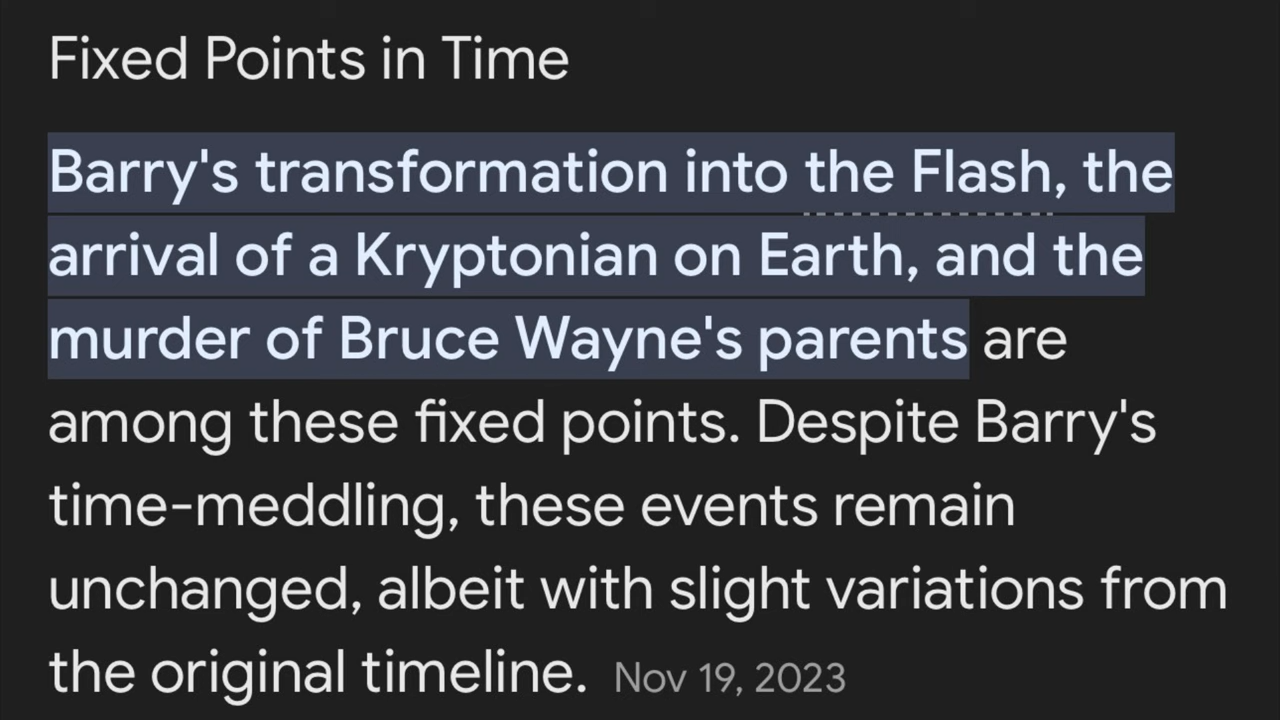 Fixed Points in Time
Barry's transformation into the Flash, the
arrival of a Kryptonian on Earth, and the
murder of Bruce Wayne's parents are
among these fixed points. Despite Barry's
time-meddling, these events remain
unchanged, albeit with slight variations from
the original timeline. Nov 19, 2023